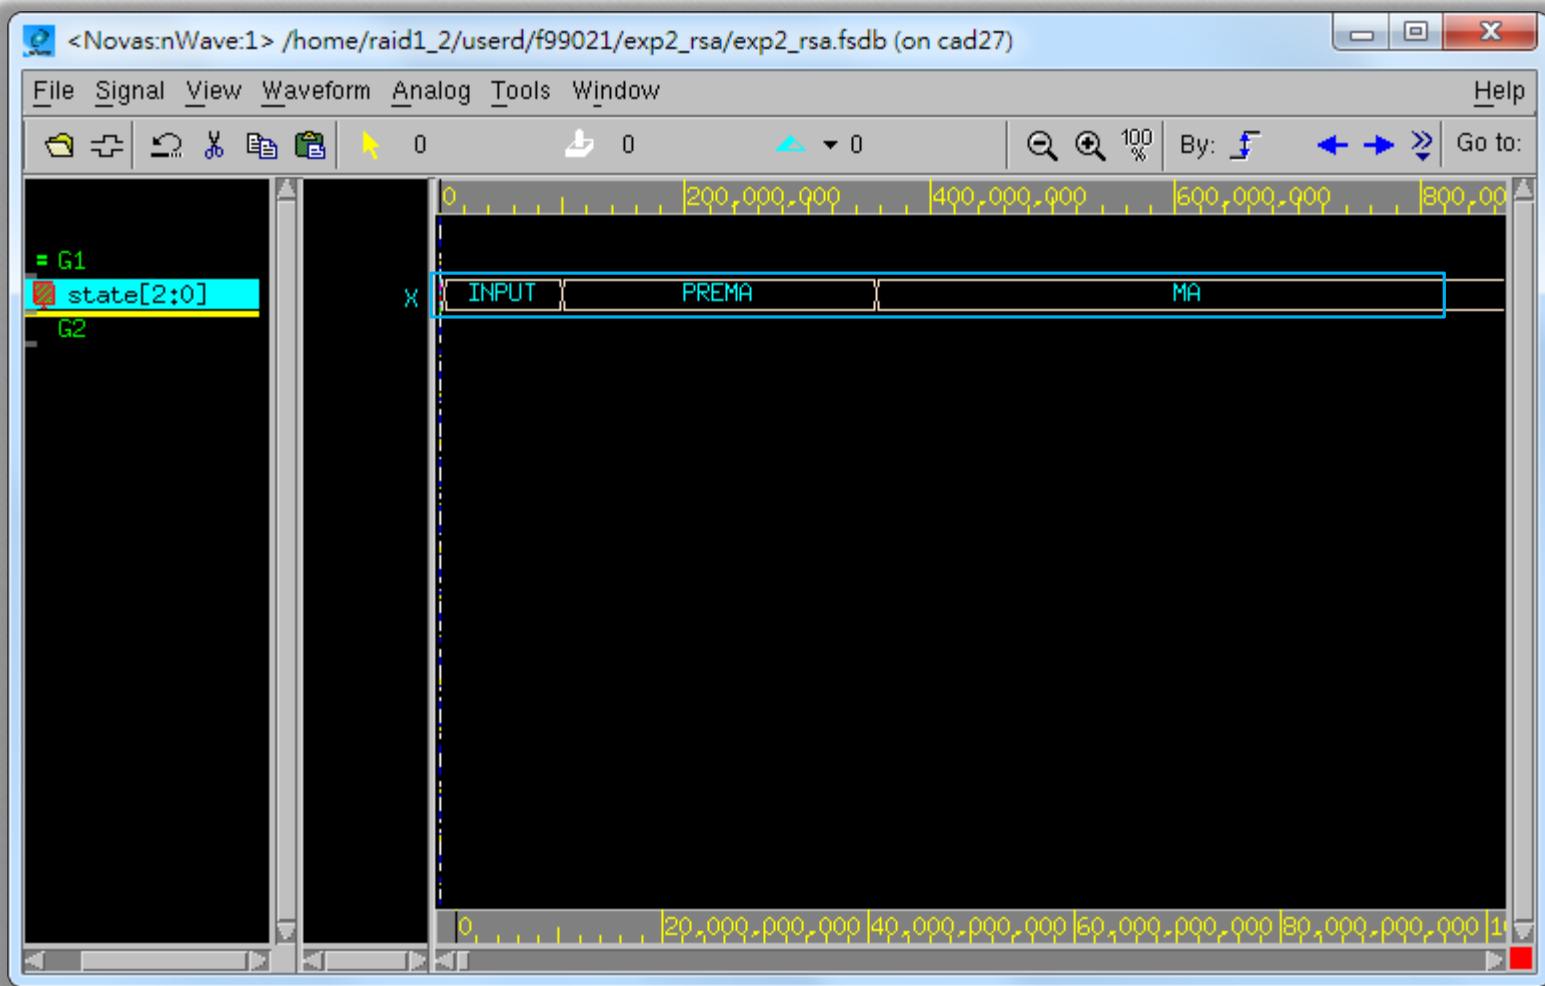 <Novas:nWave:1> /home/raid1_2/userd/f99021/exp2_rsa/exp2_rsa.fsdb (on cad27)
File Signal View Waveform Analog Tools Window Help
0 0 0 100 % By: Go to:
0 200,000,000 400,000,000 600,000,000 800,00
= G1
state[2:0] X INPUT PREMA MA
G2
0 20,000,000,000 40,000,000,000 60,000,000,000 80,000,000,000 1